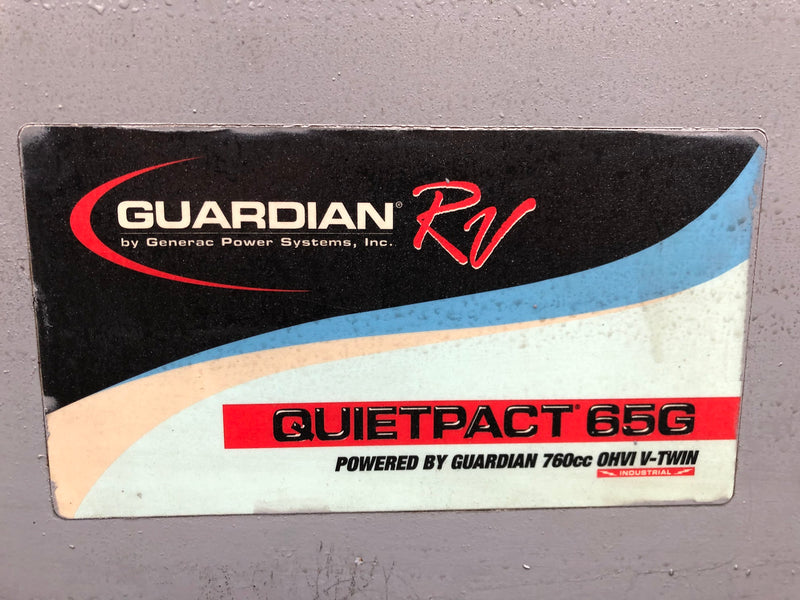 GUARDIAN® RV
by Generac Power Systems, Inc.
QUIETPACT® 65G
POWERED BY GUARDIAN 760cc OHVI V-TWIN
INDUSTRIAL